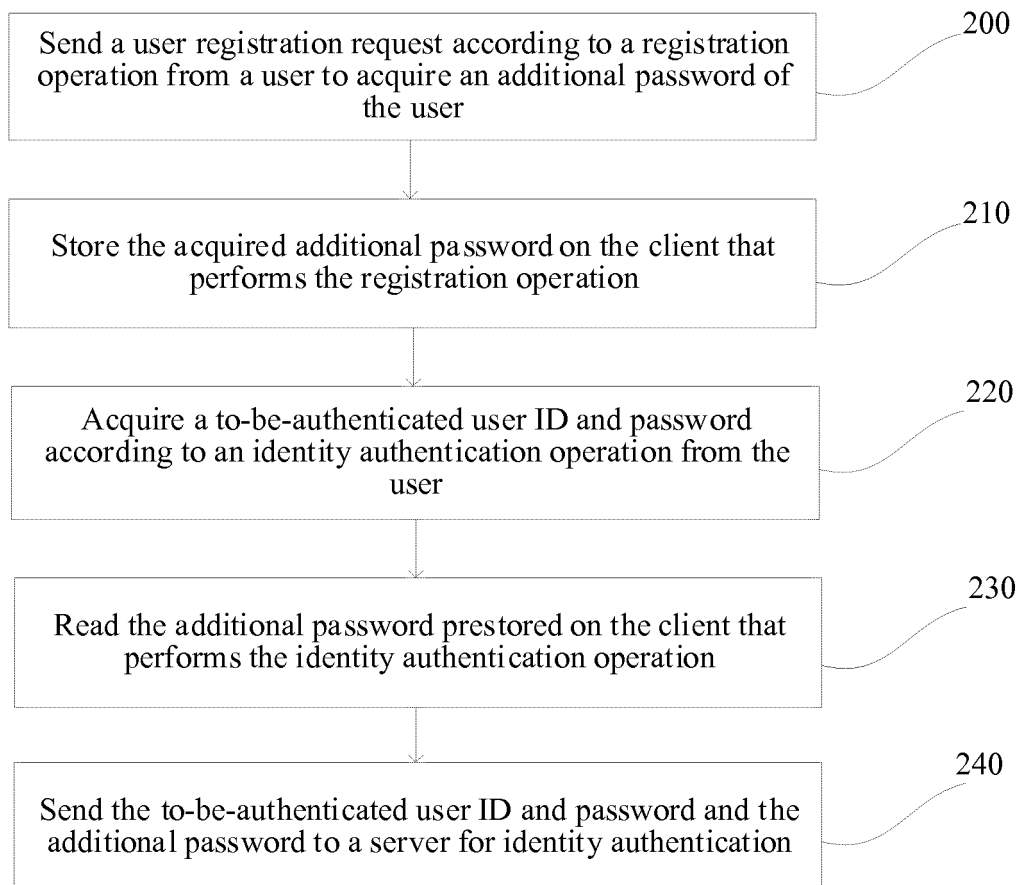 200
Send a user registration request according to a registration
operation from a user to acquire an additional password of
the user
210
Store the acquired additional password on the client that
performs the registration operation
220
Acquire a to-be-authenticated user ID and password
according to an identity authentication operation from the
user
230
Read the additional password prestored on the client that
performs the identity authentication operation
240
Send the to-be-authenticated user ID and password and the
additional password to a server for identity authentication